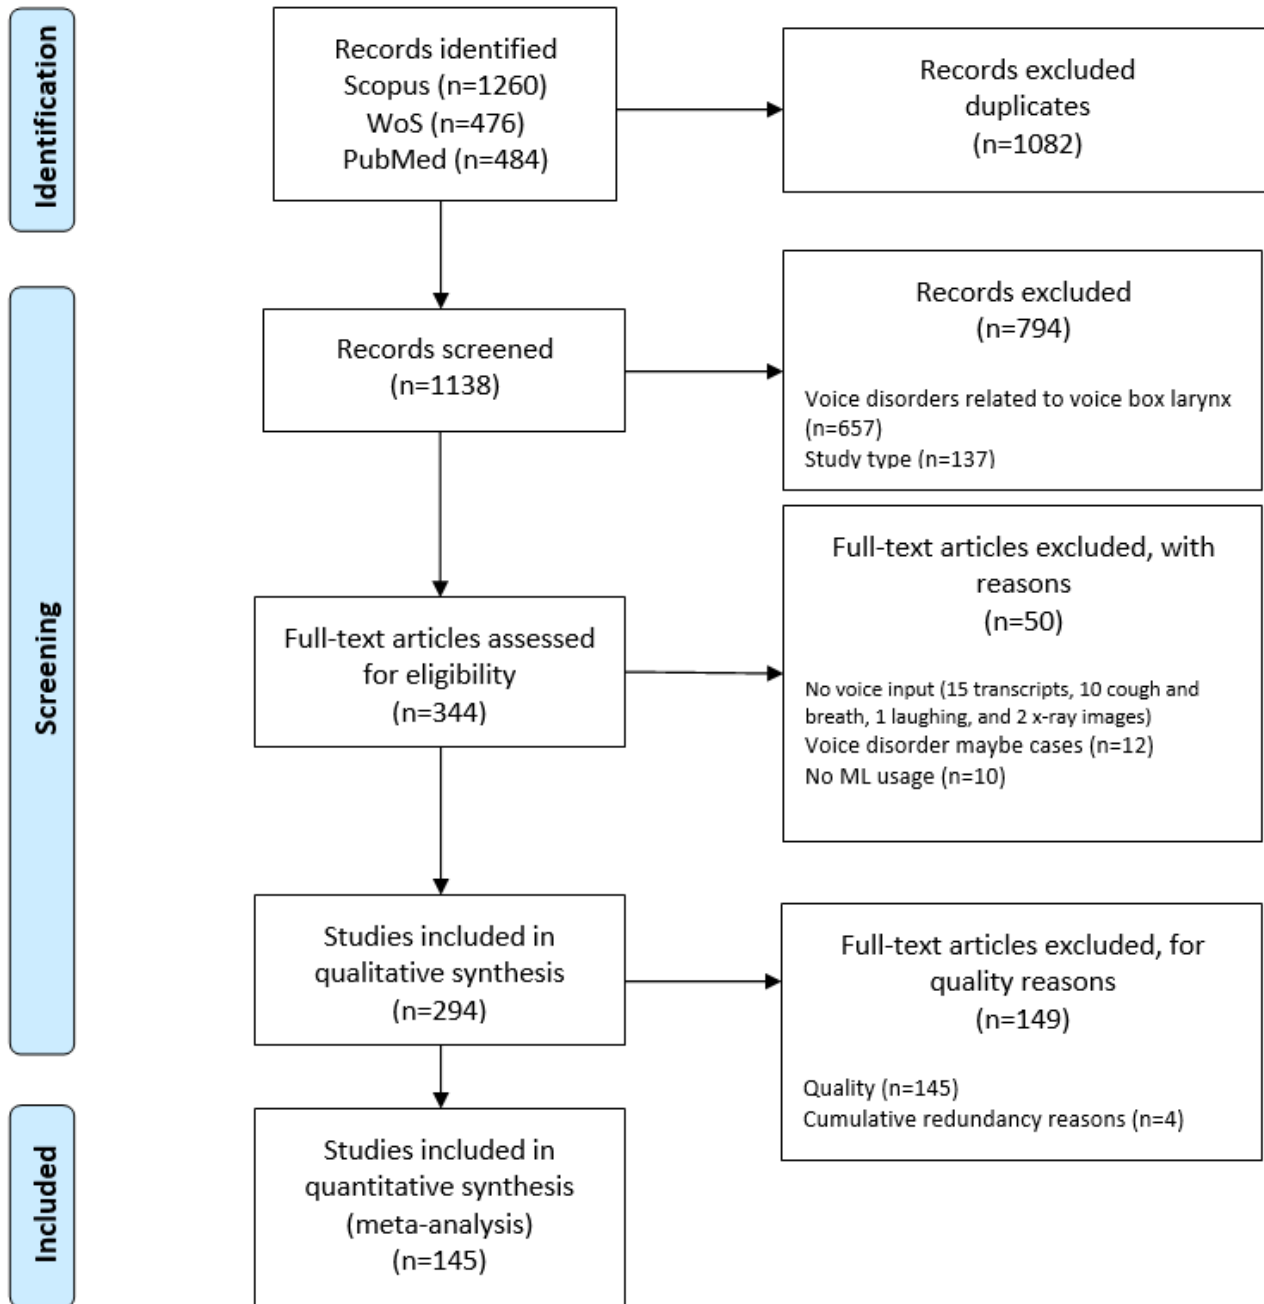 Identification
Records identified
Scopus (n=1260)
WoS (n=476)
PubMed (n=484)
Records excluded
duplicates
(n=1082)
Screening
Records screened
(n=1138)
Records excluded
(n=794)
Voice disorders related to voice box larynx
(n=657)
Study type (n=137)
Full-text articles assessed
for eligibility
(n=344)
Full-text articles excluded, with
reasons
(n=50)
No voice input (15 transcripts, 10 cough and
breath, 1 laughing, and 2 x-ray images)
Voice disorder maybe cases (n=12)
No ML usage (n=10)
Studies included in
qualitative synthesis
(n=294)
Full-text articles excluded, for
quality reasons
(n=149)
Quality (n=145)
Cumulative redundancy reasons (n=4)
Included
Studies included in
quantitative synthesis
(meta-analysis)
(n=145)